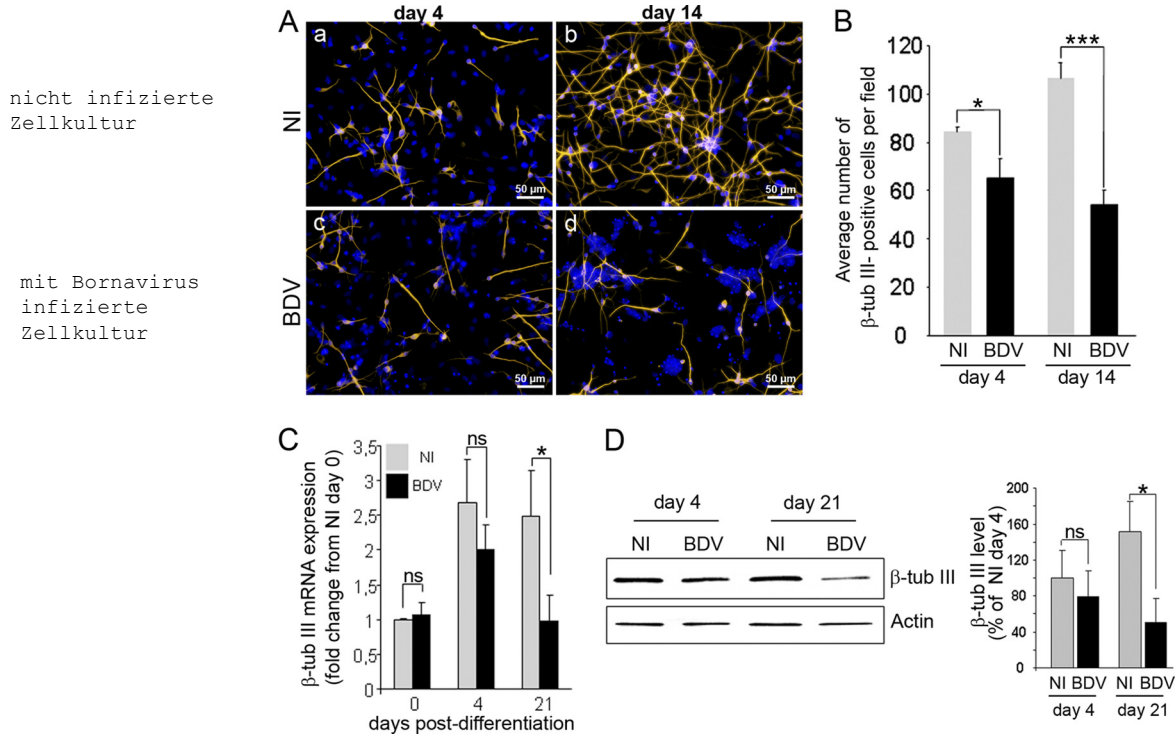 day 4
day 14
A
B
a
b
c
d
nicht infizierte
Zellkultur
NI
50 µm
50 µm
mit Bornavirus
infizierte
Zellkultur
BDV
50 µm
50 µm
Average number of
β-tub III- positive cells per field
120
100
80
60
40
20
0
*
***
NI BDV NI BDV
day 4 day 14
C
β-tub III mRNA expression
(fold change from NI day 0)
3,5
3
2,5
2
1,5
1
0,5
0
NI
BDV
ns
ns
*
0 4 21
days post-differentiation
D
day 4 day 21
NI BDV NI BDV
β-tub III
Actin
β-tub III level
(% of NI day 4)
200
160
120
80
40
0
ns
*
NI BDV NI BDV
day 4 day 21